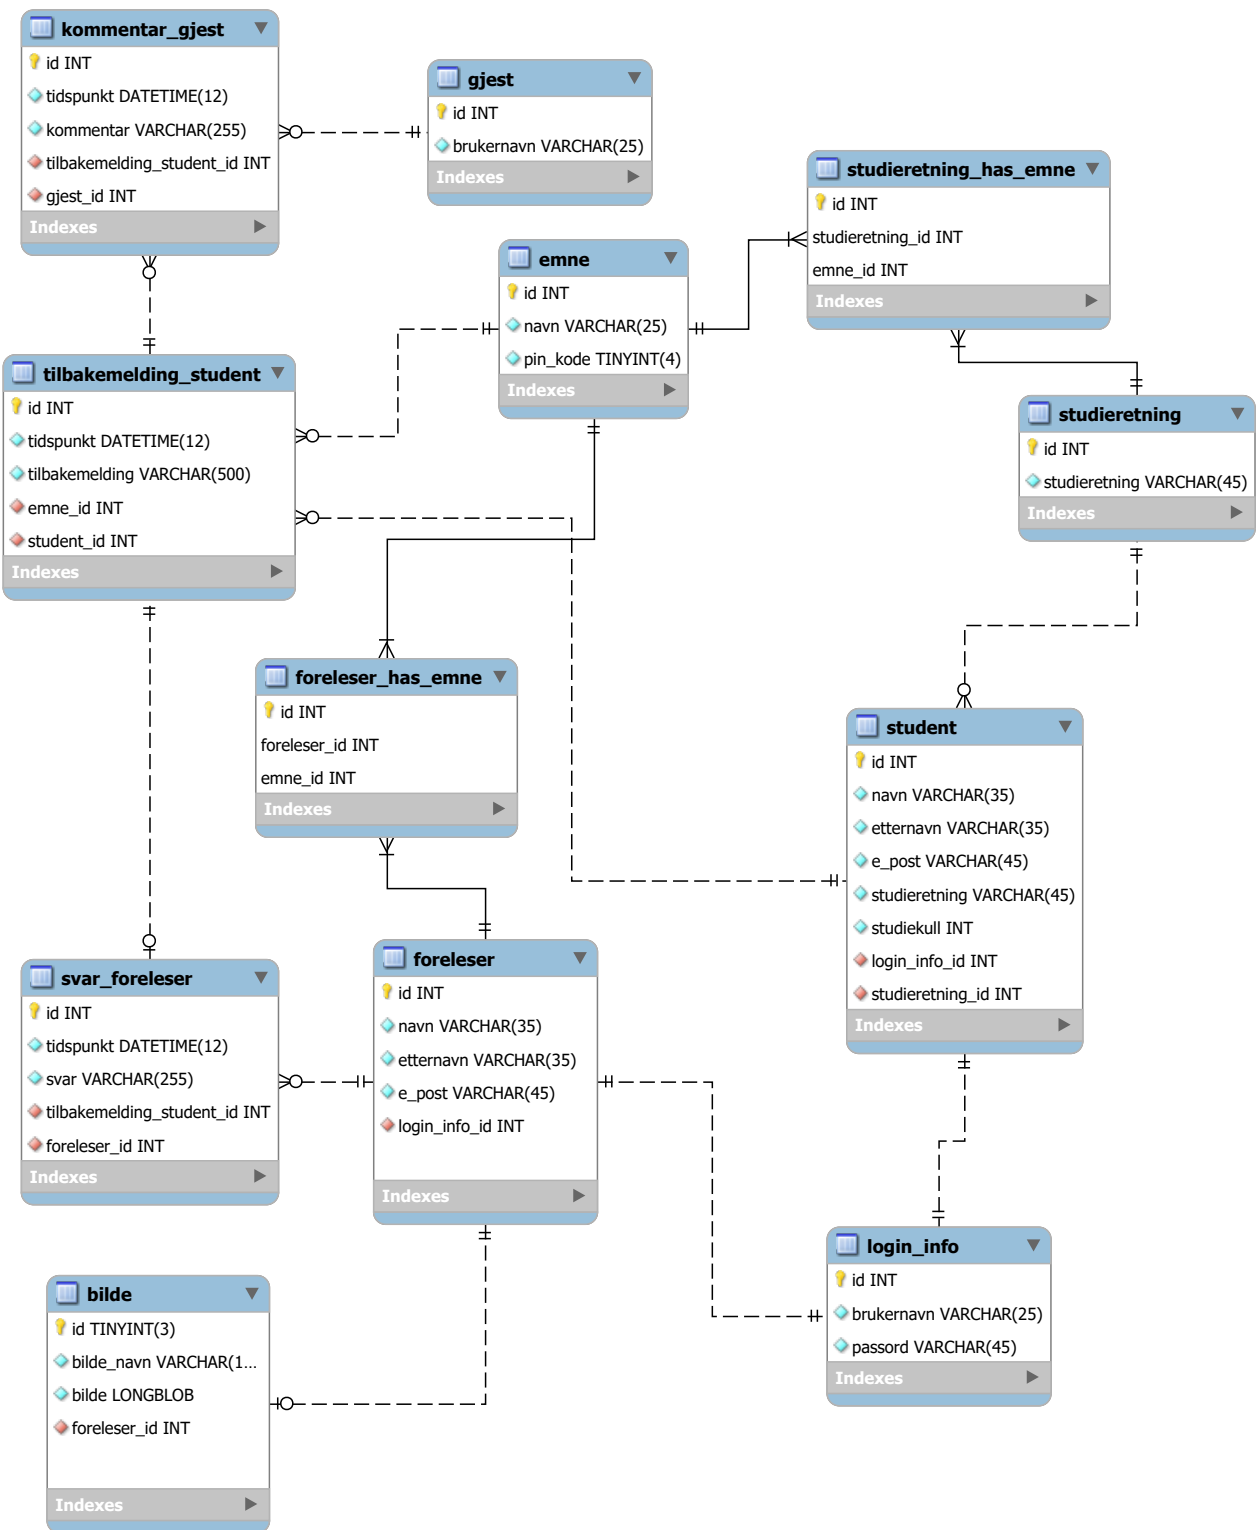 kommentar_gjest
id INT
tidspunkt DATETIME(12)
kommentar VARCHAR(255)
tilbakemelding_student_id INT
gjest_id INT
Indexes
gjest
id INT
brukernavn VARCHAR(25)
Indexes
studieretning_has_emne
id INT
studieretning_id INT
emne_id INT
Indexes
emne
id INT
navn VARCHAR(25)
pin_kode TINYINT(4)
Indexes
tilbakemelding_student
id INT
tidspunkt DATETIME(12)
tilbakemelding VARCHAR(500)
emne_id INT
student_id INT
Indexes
studieretning
id INT
studieretning VARCHAR(45)
Indexes
foreleser_has_emne
id INT
foreleser_id INT
emne_id INT
Indexes
student
id INT
navn VARCHAR(35)
etternavn VARCHAR(35)
e_post VARCHAR(45)
studieretning VARCHAR(45)
studiekull INT
login_info_id INT
studieretning_id INT
Indexes
svar_foreleser
id INT
tidspunkt DATETIME(12)
svar VARCHAR(255)
tilbakemelding_student_id INT
foreleser_id INT
Indexes
foreleser
id INT
navn VARCHAR(35)
etternavn VARCHAR(35)
e_post VARCHAR(45)
login_info_id INT
Indexes
login_info
id INT
brukernavn VARCHAR(25)
passord VARCHAR(45)
Indexes
bilde
id TINYINT(3)
bilde_navn VARCHAR(1...
bilde LONGBLOB
foreleser_id INT
Indexes